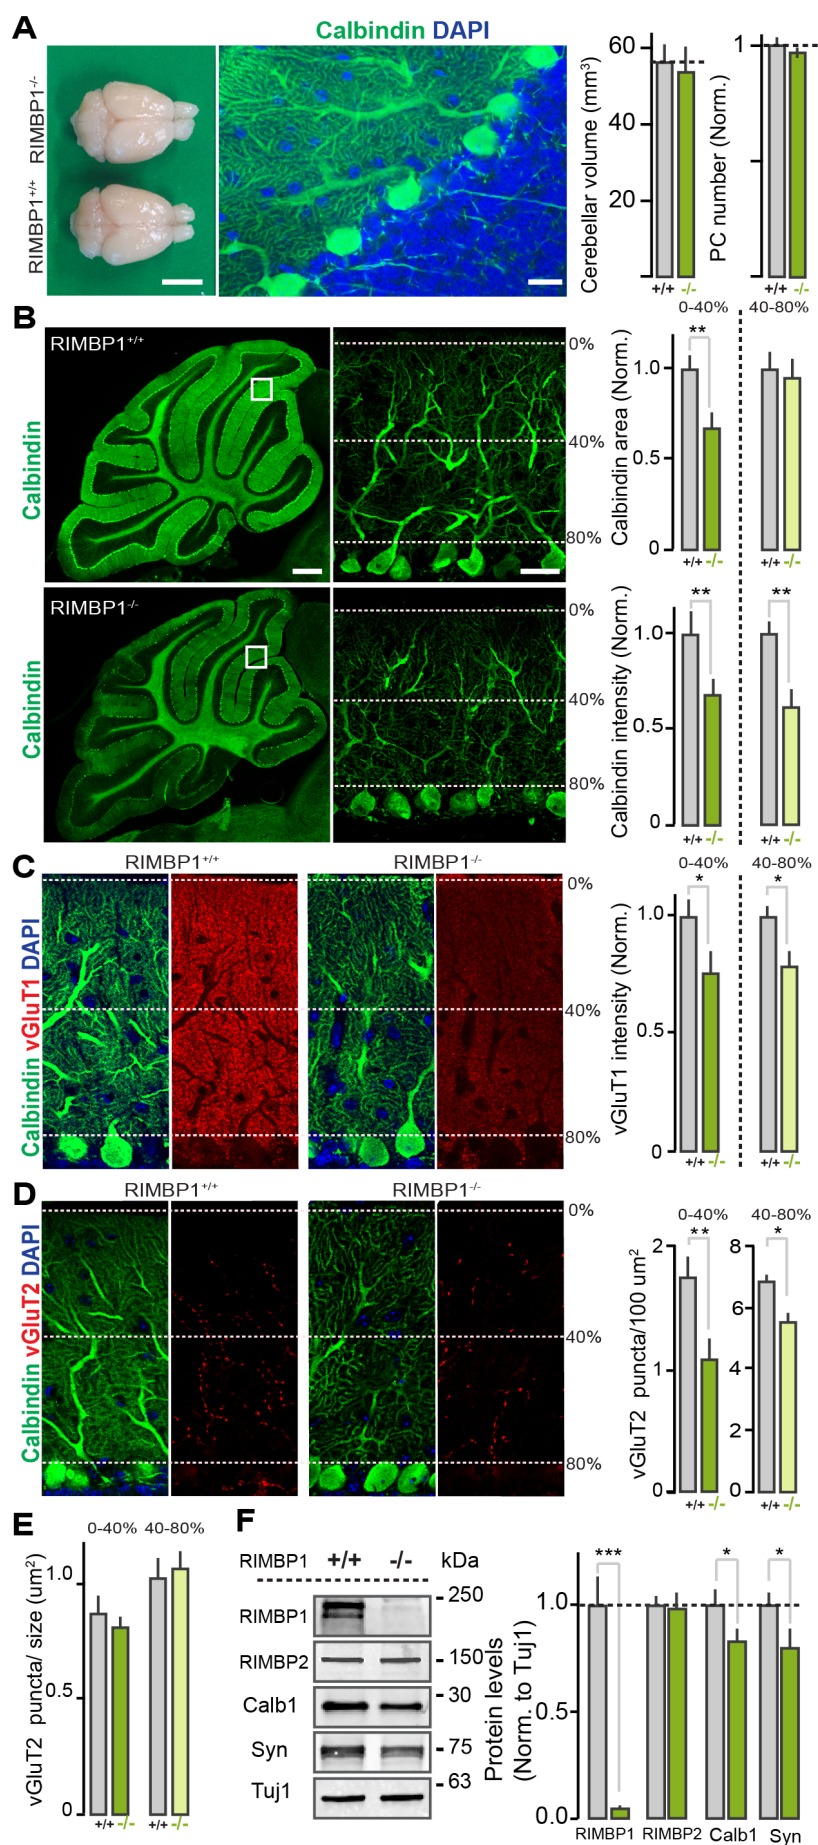 A
Calbindin DAPI
RIMBP1-/-
RIMBP1+/+
Cerebellar volume (mm3)
60
40
20
+/+ -/-
PC number (Norm.)
1
+/+ -/-
B
RIMBP1+/+
Calbindin
0%
40%
80%
0-40%
40-80%
Calbindin area (Norm.)
1.0
0.5
0
**
+/+ -/-
+/+ -/-
RIMBP1-/-
Calbindin
0%
40%
80%
Calbindin intensity (Norm.)
1.0
0.5
0
**
**
+/+ -/-
+/+ -/-
C
RIMBP1+/+
RIMBP1-/-
Calbindin vGluT1 DAPI
0%
40%
80%
0-40%
40-80%
vGluT1 intensity (Norm.)
1.0
0.5
0
*
*
+/+ -/-
+/+ -/-
D
RIMBP1+/+
RIMBP1-/-
Calbindin vGluT2 DAPI
0%
40%
80%
0-40%
40-80%
vGluT2 puncta/100 um2
2
1
0
**
8
6
4
2
0
*
+/+ -/-
+/+ -/-
E
0-40% 40-80%
vGluT2 puncta/ size (um2)
1.0
0.5
0
+/+ -/-
+/+ -/-
F
RIMBP1 +/+ -/- kDa
RIMBP1
250
RIMBP2
150
Calb1
30
Syn
75
Tuj1
63
Protein levels
(Norm. to Tuj1)
1.0
0.5
0.0
***
*
*
RIMBP1 RIMBP2 Calb1 Syn